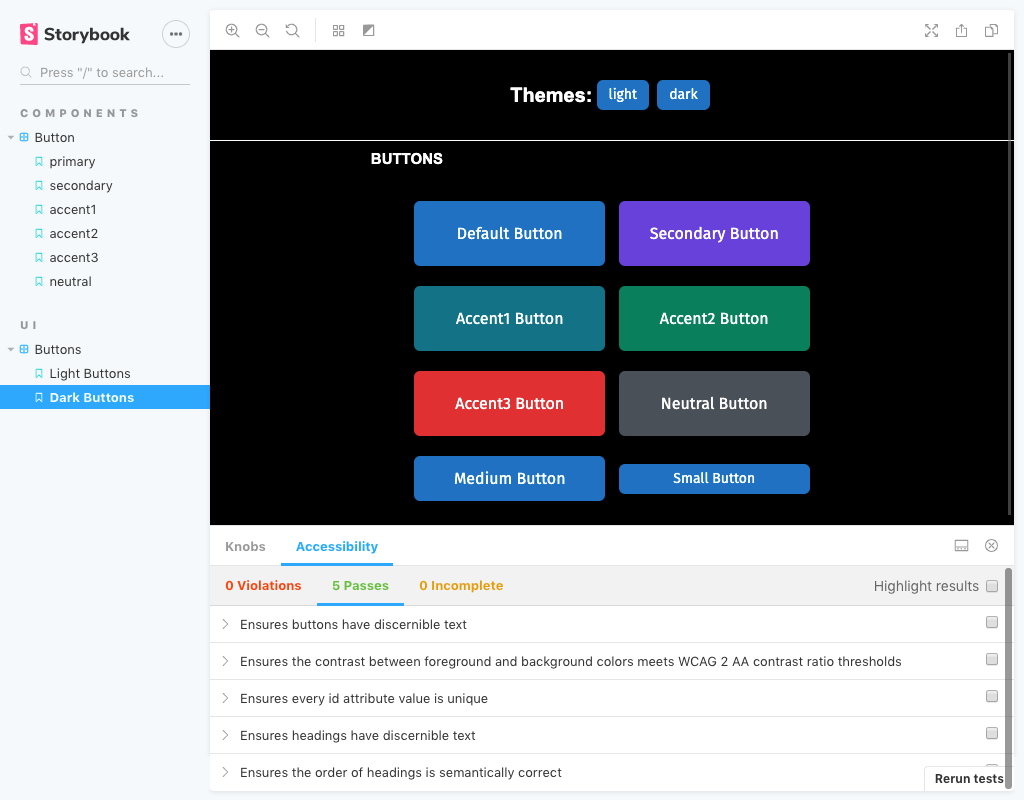 Storybook
Press "/" to search...
COMPONENTS
Button
primary
secondary
accent1
accent2
accent3
neutral
UI
Buttons
Light Buttons
Dark Buttons
Themes: light dark
BUTTONS
Default Button Secondary Button
Accent1 Button Accent2 Button
Accent3 Button Neutral Button
Medium Button Small Button
Knobs Accessibility
0 Violations 5 Passes 0 Incomplete Highlight results
Ensures buttons have discernible text
Ensures the contrast between foreground and background colors meets WCAG 2 AA contrast ratio thresholds
Ensures every id attribute value is unique
Ensures headings have discernible text
Ensures the order of headings is semantically correct
Rerun tests